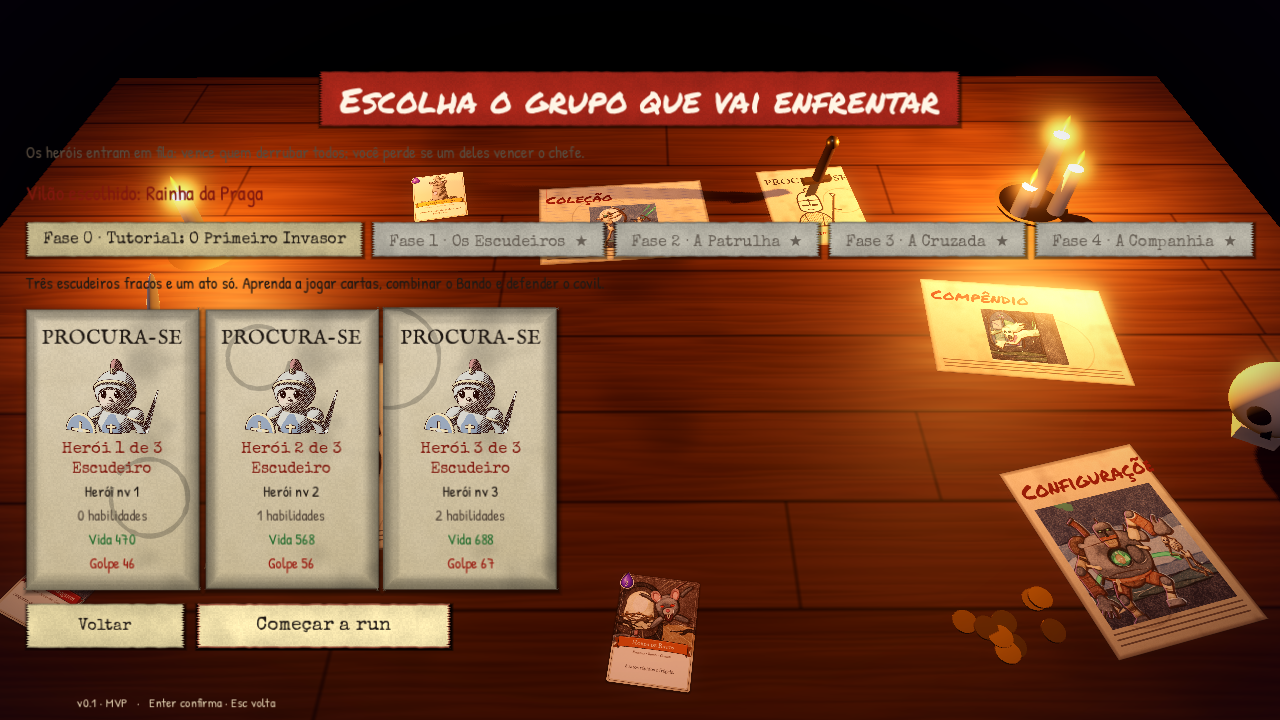 Escolha o grupo que vai enfrentar
Os heróis entram em fila: vence quem derrubar todos; você perde se um deles vencer o chefe.
Vilão escolhido: Rainha da Praga
PROCURA-SE
COLEÇÃO
Fase 0 · Tutorial: O Primeiro Invasor
Fase 1 · Os Escudeiros ★
Fase 2 · A Patrulha ★
Fase 3 · A Cruzada ★
Fase 4 · A Companhia ★
Três escudeiros fracos e um ato só. Aprenda a jogar cartas, combinar o Bando e defender o covil.
COMPÊNDIO
PROCURA-SE
Herói 1 de 3
Escudeiro
Herói nv 1
0 habilidades
Vida 470
Golpe 46
PROCURA-SE
Herói 2 de 3
Escudeiro
Herói nv 2
1 habilidades
Vida 568
Golpe 56
PROCURA-SE
Herói 3 de 3
Escudeiro
Herói nv 3
2 habilidades
Vida 688
Golpe 67
CONFIGURAÇÕ
Voltar
Começar a run
v0.1 · MVP · Enter confirma · Esc volta